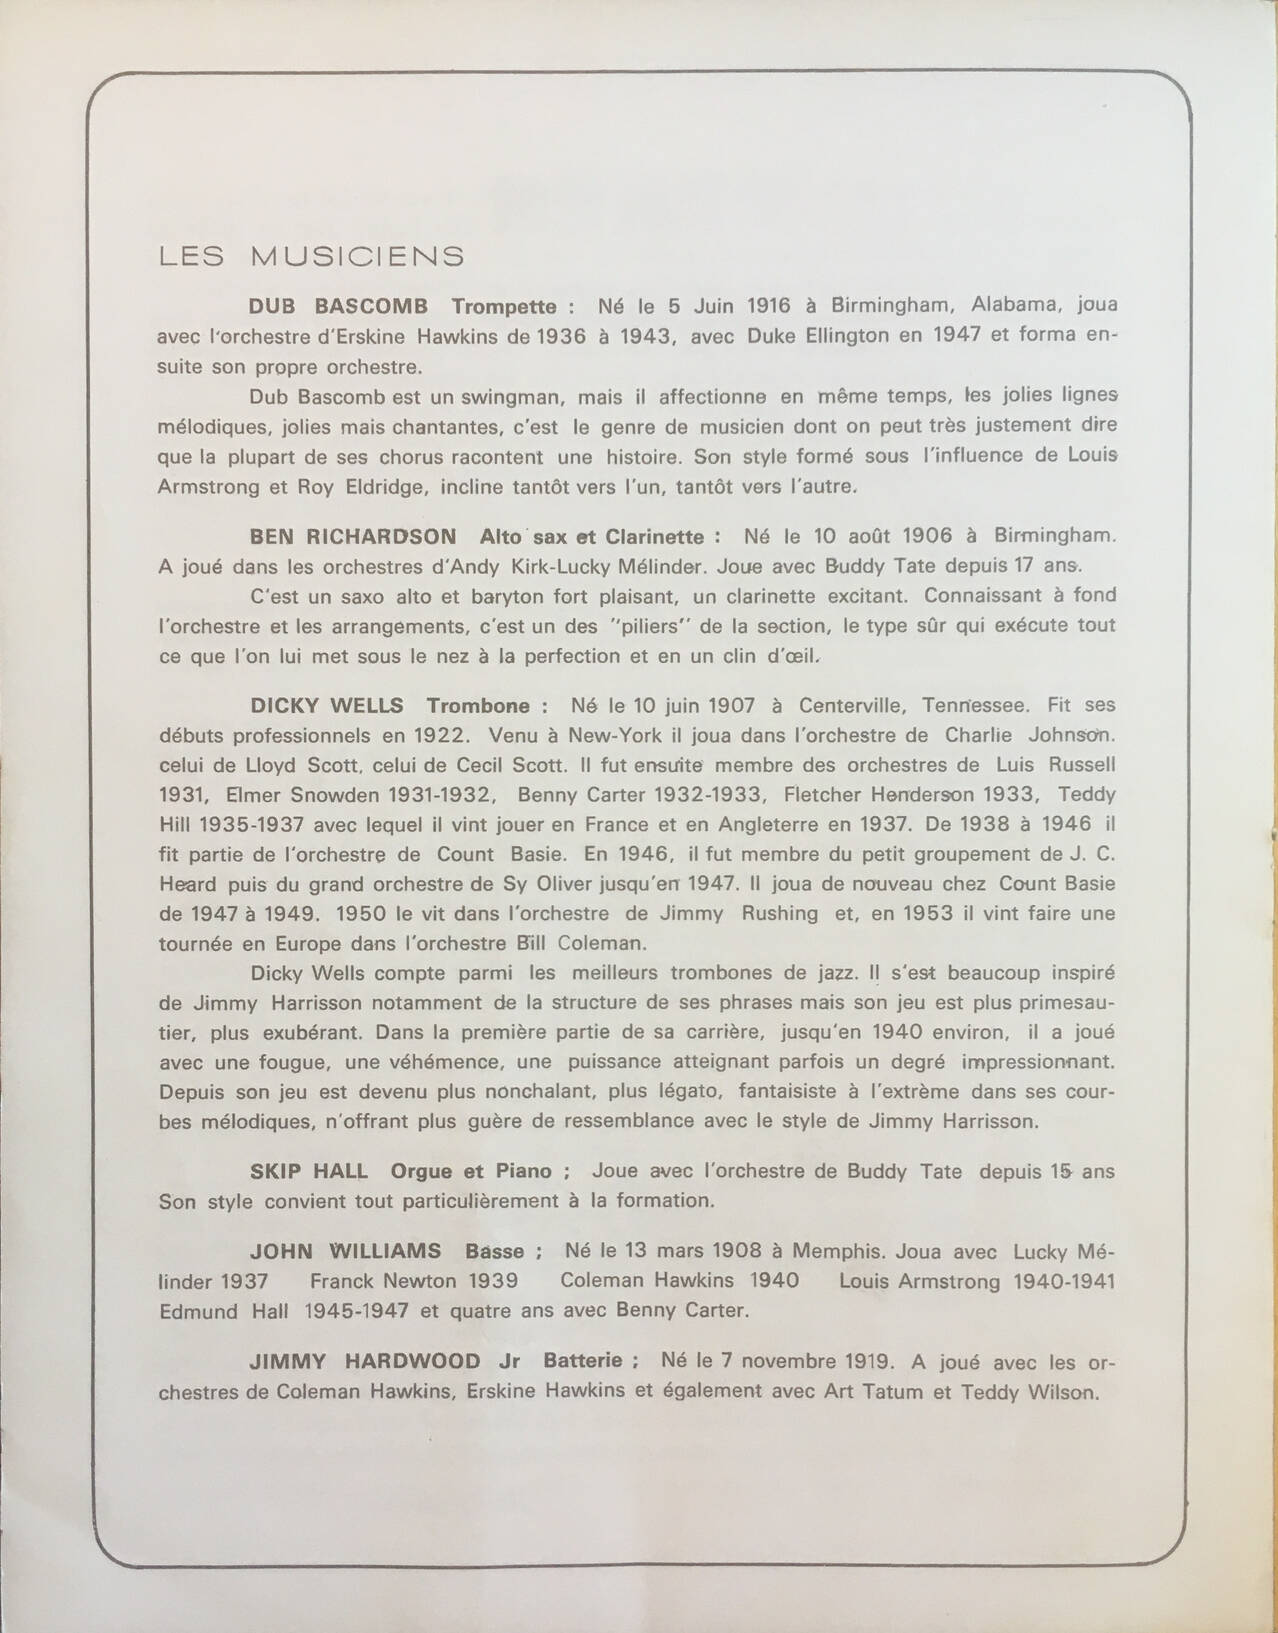 LES MUSICIENS
DUB BASCOMB Trompette : Né le 5 Juin 1916 à Birmingham, Alabama, joua
avec l'orchestre d'Erskine Hawkins de 1936 à 1943, avec Duke Ellington en 1947 et forma en-
suite son propre orchestre.
Dub Bascomb est un swingman, mais il affectionne en même temps, les jolies lignes
mélodiques, jolies mais chantantes, c'est le genre de musicien dont on peut très justement dire
que la plupart de ses chorus racontent une histoire. Son style formé sous l'influence de Louis
Armstrong et Roy Eldridge, incline tantôt vers l'un, tantôt vers l'autre.
BEN RICHARDSON Alto sax et Clarinette : Né le 10 août 1906 à Birmingham.
A joué dans les orchestres d'Andy Kirk-Lucky Mélinder. Joue avec Buddy Tate depuis 17 ans.
C'est un saxo alto et baryton fort plaisant, un clarinette excitant. Connaissant à fond
l'orchestre et les arrangements, c'est un des "piliers" de la section, le type sûr qui exécute tout
ce que l'on lui met sous le nez à la perfection et en un clin d'œil.
DICKY WELLS Trombone : Né le 10 juin 1907 à Centerville, Tennessee. Fit ses
débuts professionnels en 1922. Venu à New-York il joua dans l'orchestre de Charlie Johnson.
celui de Lloyd Scott, celui de Cecil Scott. Il fut ensuite membre des orchestres de Luis Russell
1931, Elmer Snowden 1931-1932, Benny Carter 1932-1933, Fletcher Henderson 1933, Teddy
Hill 1935-1937 avec lequel il vint jouer en France et en Angleterre en 1937. De 1938 à 1946 il
fit partie de l'orchestre de Count Basie. En 1946, il fut membre du petit groupement de J. C.
Heard puis du grand orchestre de Sy Oliver jusqu'en 1947. Il joua de nouveau chez Count Basie
de 1947 à 1949. 1950 le vit dans l'orchestre de Jimmy Rushing et, en 1953 il vint faire une
tournée en Europe dans l'orchestre Bill Coleman.
Dicky Wells compte parmi les meilleurs trombones de jazz. Il s'est beaucoup inspiré
de Jimmy Harrisson notamment de la structure de ses phrases mais son jeu est plus primesau-
tier, plus exubérant. Dans la première partie de sa carrière, jusqu'en 1940 environ, il a joué
avec une fougue, une véhémence, une puissance atteignant parfois un degré impressionnant.
Depuis son jeu est devenu plus nonchalant, plus légato, fantaisiste à l'extrème dans ses cour-
bes mélodiques, n'offrant plus guère de ressemblance avec le style de Jimmy Harrisson.
SKIP HALL Orgue et Piano ; Joue avec l'orchestre de Buddy Tate depuis 15 ans
Son style convient tout particulièrement à la formation.
JOHN WILLIAMS Basse ; Né le 13 mars 1908 à Memphis. Joua avec Lucky Mé-
linder 1937 Franck Newton 1939 Coleman Hawkins 1940 Louis Armstrong 1940-1941
Edmund Hall 1945-1947 et quatre ans avec Benny Carter.
JIMMY HARDWOOD Jr Batterie ; Né le 7 novembre 1919. A joué avec les or-
chestres de Coleman Hawkins, Erskine Hawkins et également avec Art Tatum et Teddy Wilson.